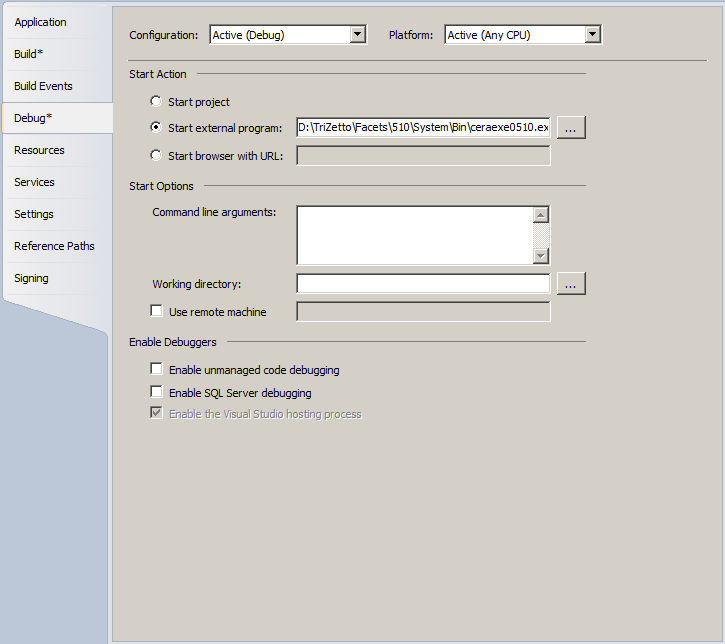 Application
Build*
Build Events
Debug*
Resources
Services
Settings
Reference Paths
Signing
Configuration: Active (Debug) Platform: Active (Any CPU)
Start Action
Start project
Start external program: D:\TriZetto\Facets\510\System\Bin\ceraexe0510.ex ...
Start browser with URL:
Start Options
Command line arguments:
Working directory: ...
Use remote machine
Enable Debuggers
Enable unmanaged code debugging
Enable SQL Server debugging
Enable the Visual Studio hosting process